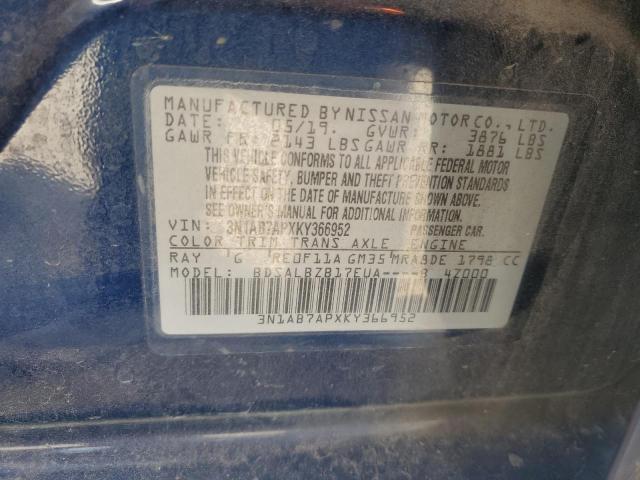 MANUFACTURED BY NISSAN MOTOR CO., LTD.
DATE: 05/19. GVWR: 3876 LBS
GAWR FR: 2143 LBS GAWR RR: 1881 LBS
THIS VEHICLE CONFORMS TO ALL APPLICABLE FEDERAL MOTOR
VEHICLE SAFETY, BUMPER AND THEFT PREVENTION STANDARDS
IN EFFECT ON THE DATE OF MANUFACTURE SHOWN ABOVE.
SEE OWNER'S MANUAL FOR ADDITIONAL INFORMATION
VIN: 3N1AB7APXKY366952 PASSENGER CAR.
COLOR TRIM TRANS AXLE ENGINE
RAY G RE0F11A GM35 MRA8DE 1798 CC
MODEL: BDSALBZB17EUA----B 4Z000
3N1AB7APXKY366952